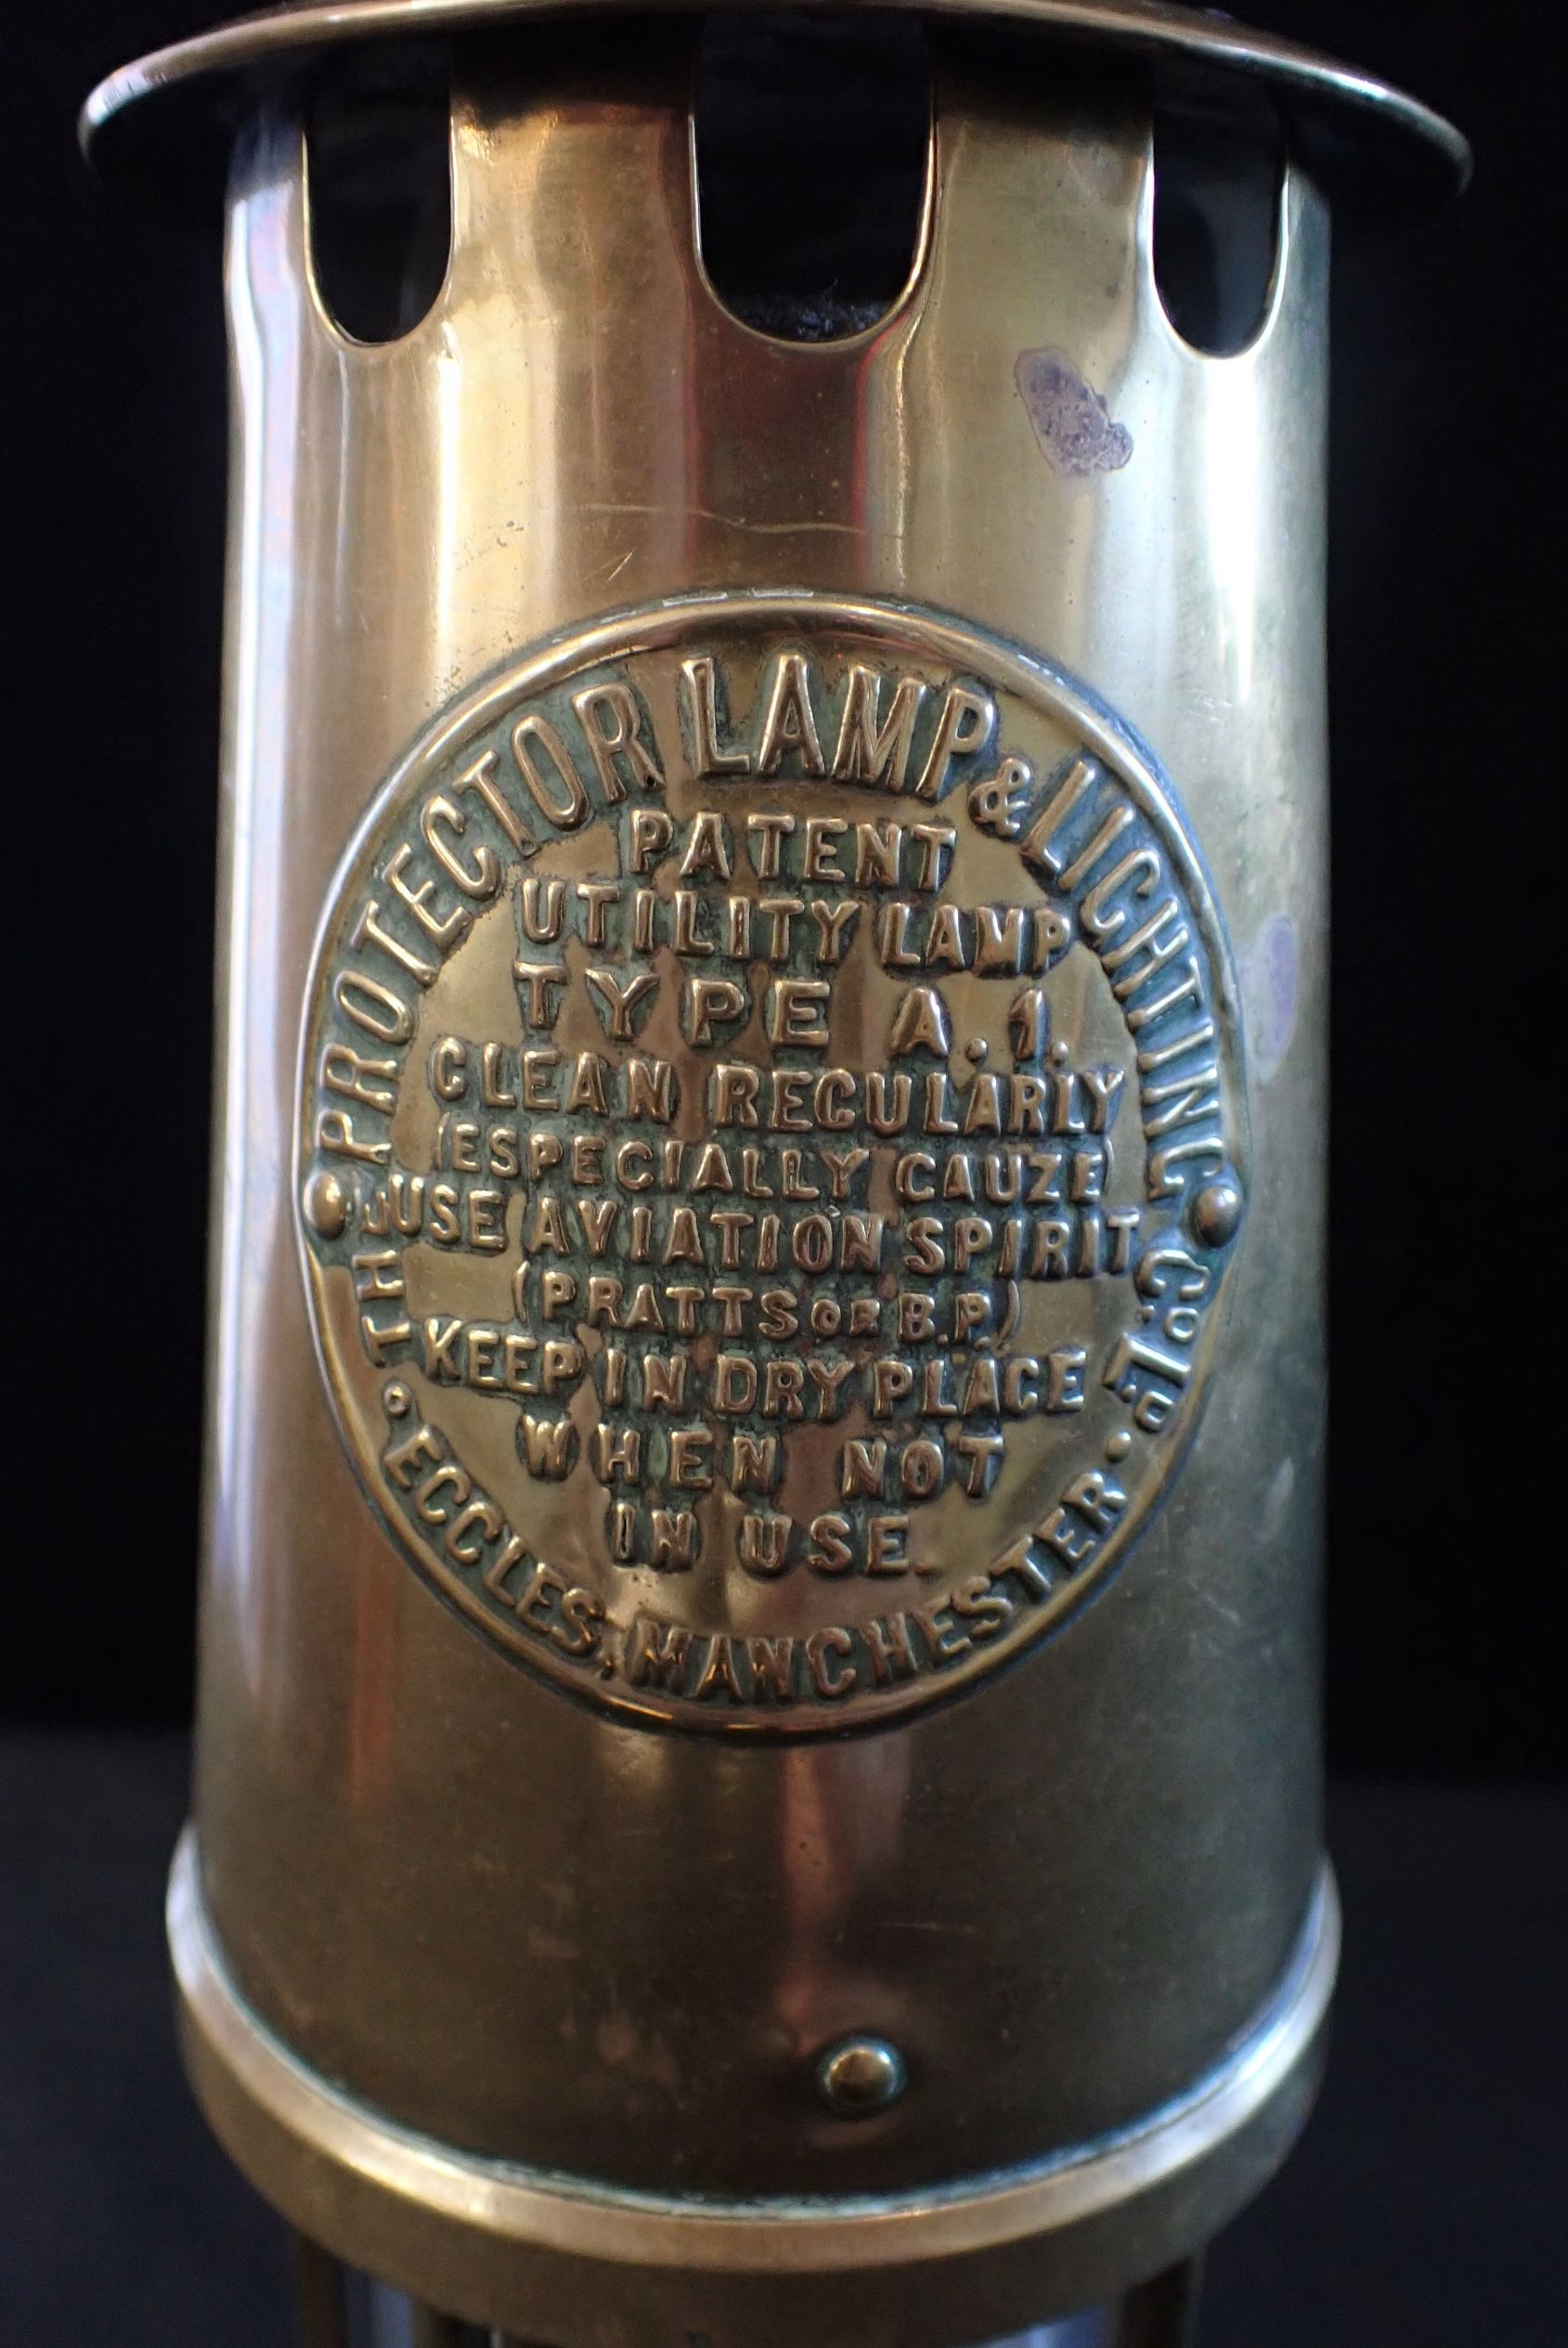 THE PROTECTOR LAMP & LIGHTING Co. LTD
PATENT
UTILITY LAMP
TYPE A.1.
CLEAN REGULARLY
(ESPECIALLY GAUZE)
USE AVIATION SPIRIT
(PRATTS OR B.P.)
KEEP IN DRY PLACE
WHEN NOT
IN USE.
ECCLES, MANCHESTER